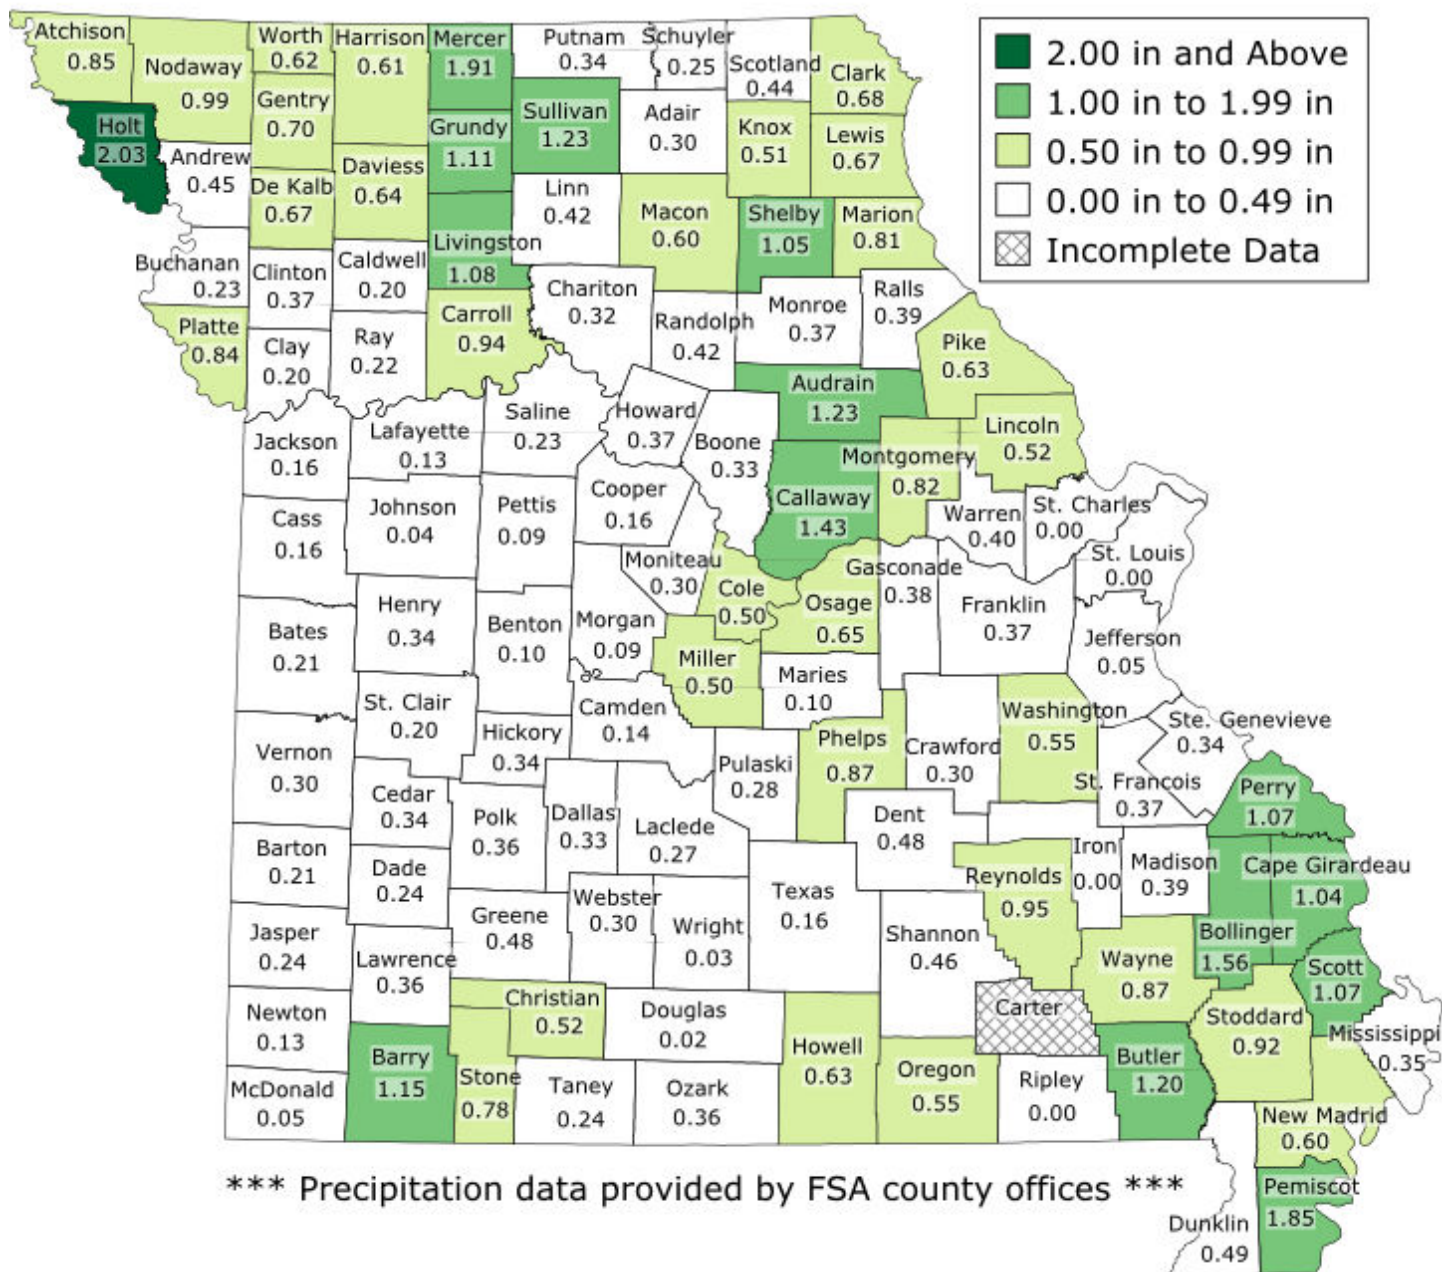 Atchison
0.85
Nodaway
0.99
Worth
0.62
Harrison
0.61
Mercer
1.91
Putnam
0.34
Schuyler
0.25
Scotland
0.44
Clark
0.68
Holt
2.03
Andrew
0.45
Gentry
0.70
De Kalb
0.67
Daviess
0.64
Grundy
1.11
Sullivan
1.23
Adair
0.30
Knox
0.51
Lewis
0.67
Linn
0.42
Macon
0.60
Shelby
1.05
Marion
0.81
Buchanan
0.23
Clinton
0.37
Caldwell
0.20
Livingston
1.08
Chariton
0.32
Randolph
0.42
Monroe
0.37
Ralls
0.39
Platte
0.84
Clay
0.20
Ray
0.22
Carroll
0.94
Pike
0.63
Audrain
1.23
Jackson
0.16
Lafayette
0.13
Saline
0.23
Howard
0.37
Boone
0.33
Montgomery
0.82
Lincoln
0.52
Cass
0.16
Johnson
0.04
Pettis
0.09
Cooper
0.16
Callaway
1.43
Warren
0.40
St. Charles
0.00
St. Louis
0.00
Moniteau
0.30
Cole
0.50
Osage
0.65
Gasconade
0.38
Franklin
0.37
Jefferson
0.05
Bates
0.21
Henry
0.34
Benton
0.10
Morgan
0.09
Miller
0.50
Maries
0.10
St. Clair
0.20
Hickory
0.34
Camden
0.14
Pulaski
0.28
Phelps
0.87
Crawford
0.30
Washington
0.55
Ste. Genevieve
0.34
St. Francois
0.37
Perry
1.07
Vernon
0.30
Cedar
0.34
Polk
0.36
Dallas
0.33
Laclede
0.27
Dent
0.48
Iron
0.00
Madison
0.39
Cape Girardeau
1.04
Barton
0.21
Dade
0.24
Greene
0.48
Webster
0.30
Wright
0.03
Texas
0.16
Shannon
0.46
Reynolds
0.95
Wayne
0.87
Bollinger
1.56
Scott
1.07
Jasper
0.24
Lawrence
0.36
Christian
0.52
Douglas
0.02
Howell
0.63
Carter
Stoddard
0.92
Mississippi
0.35
Newton
0.13
Barry
1.15
Stone
0.78
Taney
0.24
Ozark
0.36
Oregon
0.55
Ripley
0.00
Butler
1.20
New Madrid
0.60
McDonald
0.05
Pemiscot
1.85
Dunklin
0.49
2.00 in and Above
1.00 in to 1.99 in
0.50 in to 0.99 in
0.00 in to 0.49 in
Incomplete Data
*** Precipitation data provided by FSA county offices ***